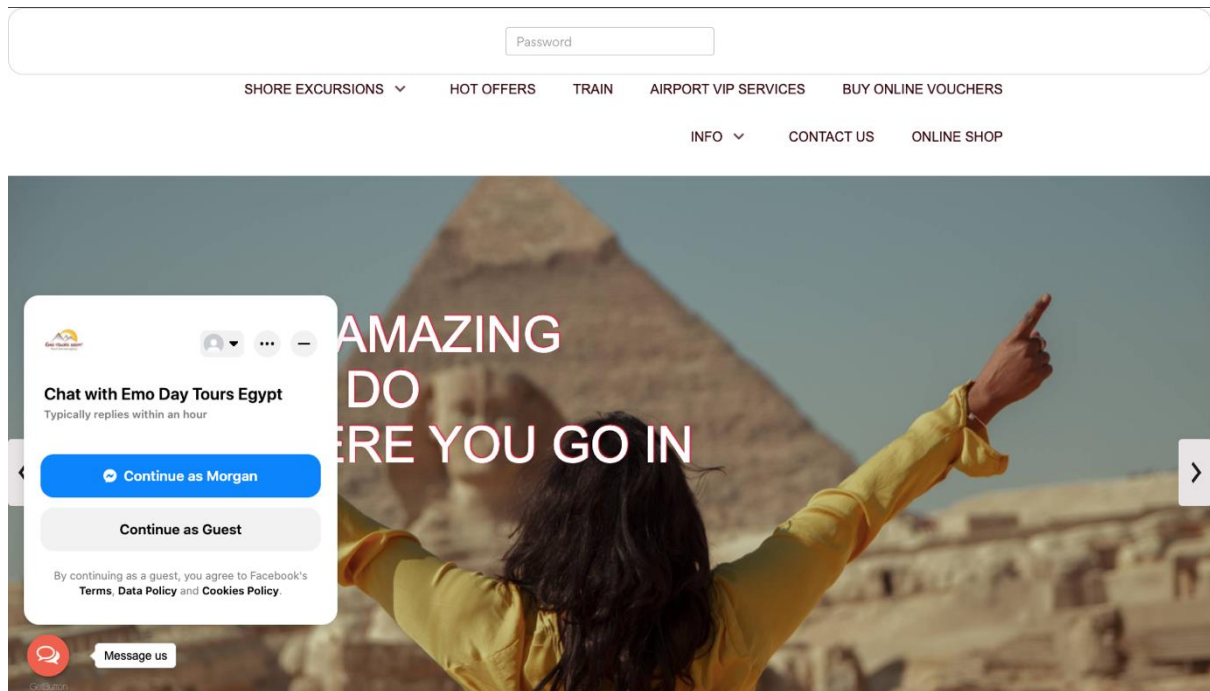 Password
SHORE EXCURSIONS HOT OFFERS TRAIN AIRPORT VIP SERVICES BUY ONLINE VOUCHERS
INFO CONTACT US ONLINE SHOP
AMAZING
DO
ERE YOU GO IN
Chat with Emo Day Tours Egypt
Typically replies within an hour
Continue as Morgan
Continue as Guest
By continuing as a guest, you agree to Facebook's
Terms, Data Policy and Cookies Policy.
Message us
GetButton